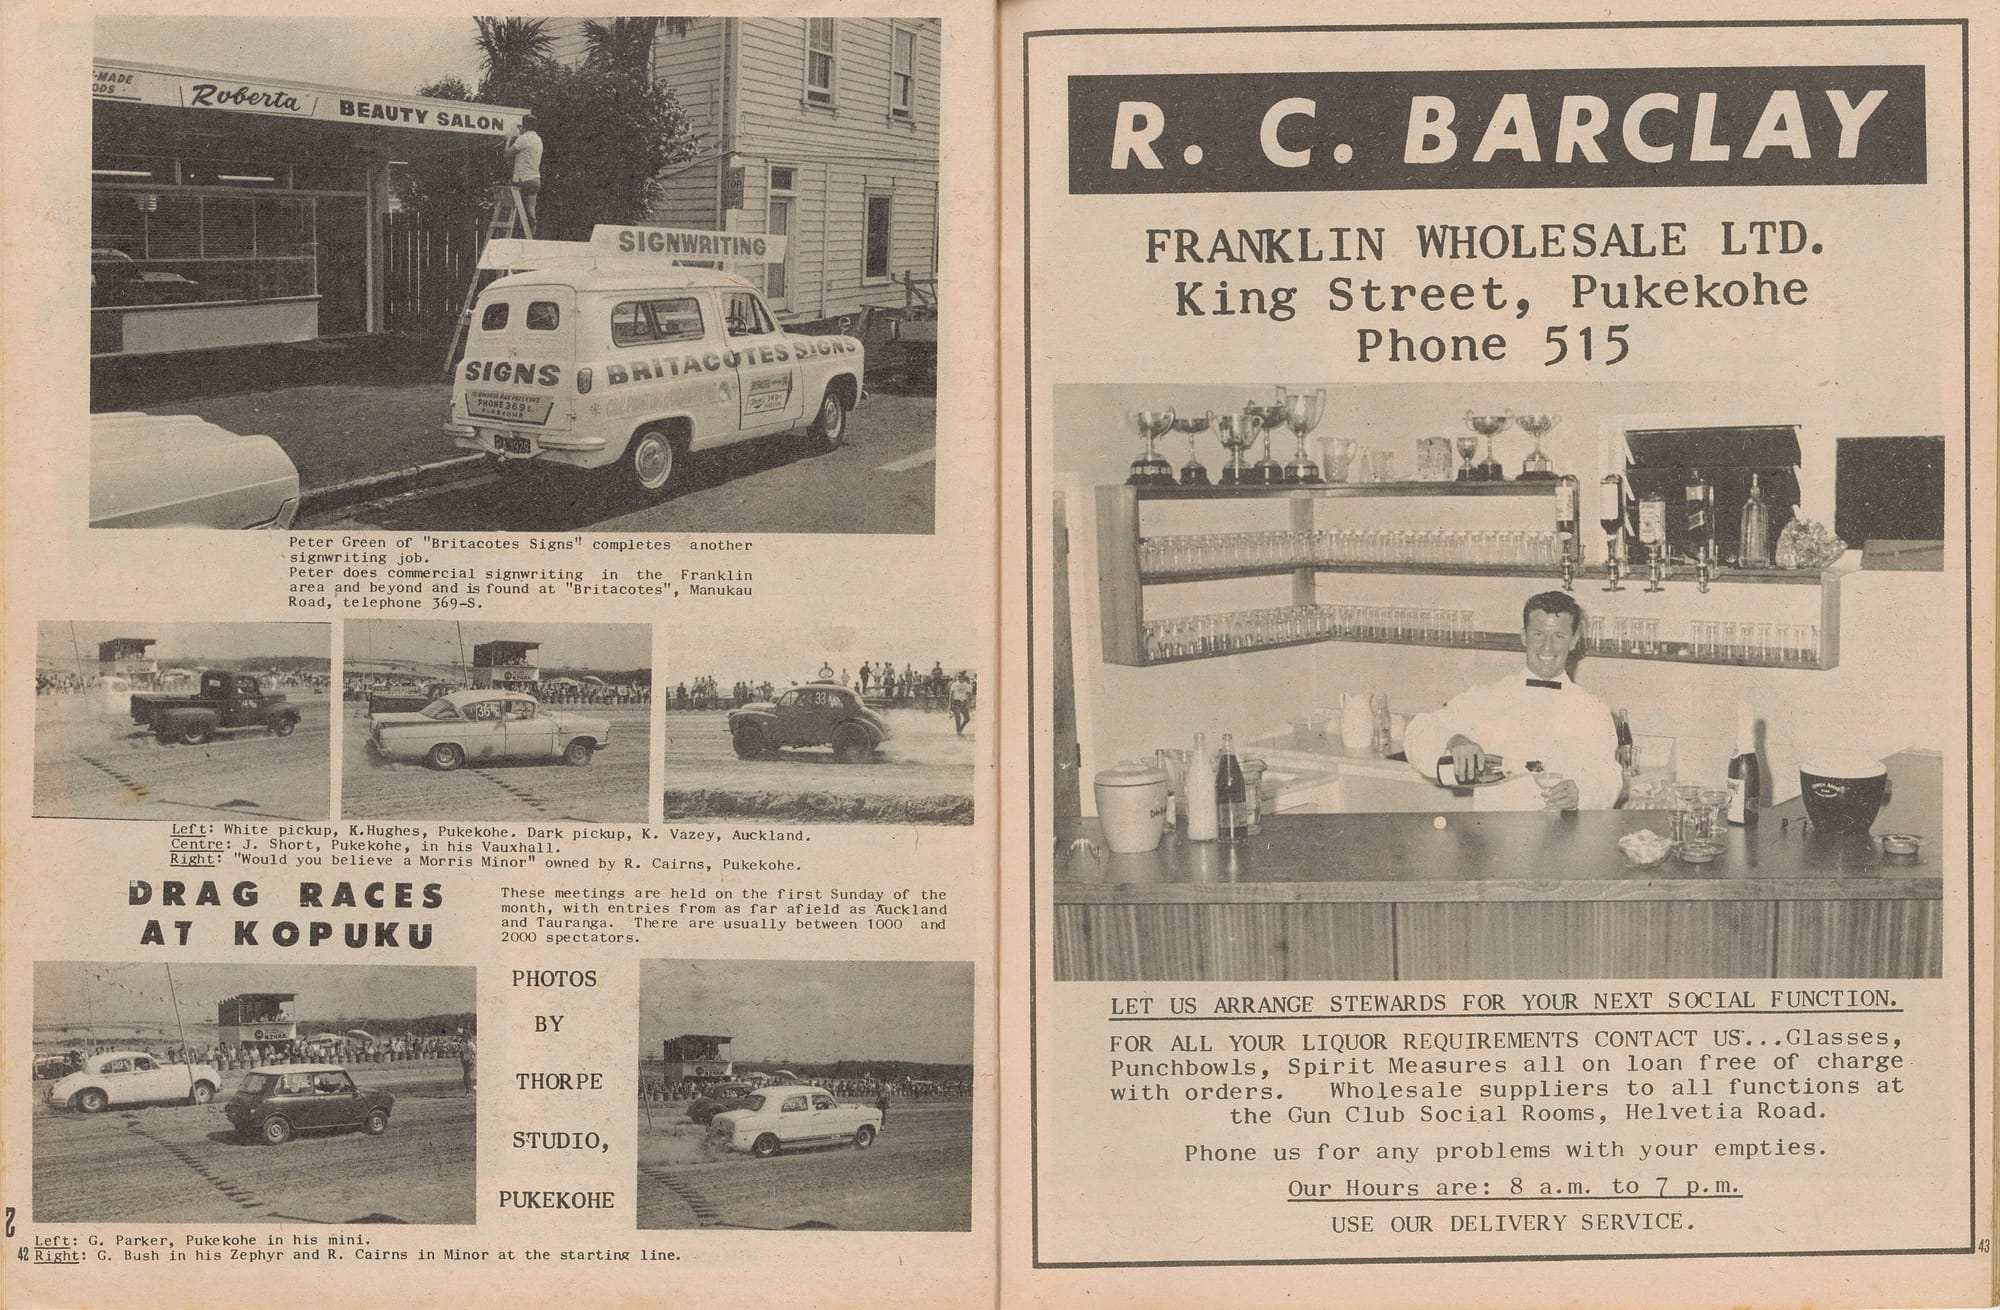 -MADE
ODS
Roberta
BEAUTY SALON
SIGNWRITING
SIGNS
BRITACOTES SIGNS
PHONE 369 S.
PUKEKOHE
Peter Green of "Britacotes Signs" completes another
signwriting job.
Peter does commercial signwriting in the Franklin
area and beyond and is found at "Britacotes", Manukau
Road, telephone 369-S.
36
33
Left: White pickup, K.Hughes, Pukekohe. Dark pickup, K. Vazey, Auckland.
Centre: J. Short, Pukekohe, in his Vauxhall.
Right: "Would you believe a Morris Minor" owned by R. Cairns, Pukekohe.
DRAG RACES
AT KOPUKU
These meetings are held on the first Sunday of the
month, with entries from as far afield as Auckland
and Tauranga. There are usually between 1000 and
2000 spectators.
PHOTOS
BY
THORPE
STUDIO,
PUKEKOHE
Left: G. Parker, Pukekohe in his mini.
Right: G. Bush in his Zephyr and R. Cairns in Minor at the starting line.
42
R. C. BARCLAY
FRANKLIN WHOLESALE LTD.
King Street, Pukekohe
Phone 515
LET US ARRANGE STEWARDS FOR YOUR NEXT SOCIAL FUNCTION.
FOR ALL YOUR LIQUOR REQUIREMENTS CONTACT US...Glasses,
Punchbowls, Spirit Measures all on loan free of charge
with orders. Wholesale suppliers to all functions at
the Gun Club Social Rooms, Helvetia Road.
Phone us for any problems with your empties.
Our Hours are: 8 a.m. to 7 p.m.
USE OUR DELIVERY SERVICE.
43